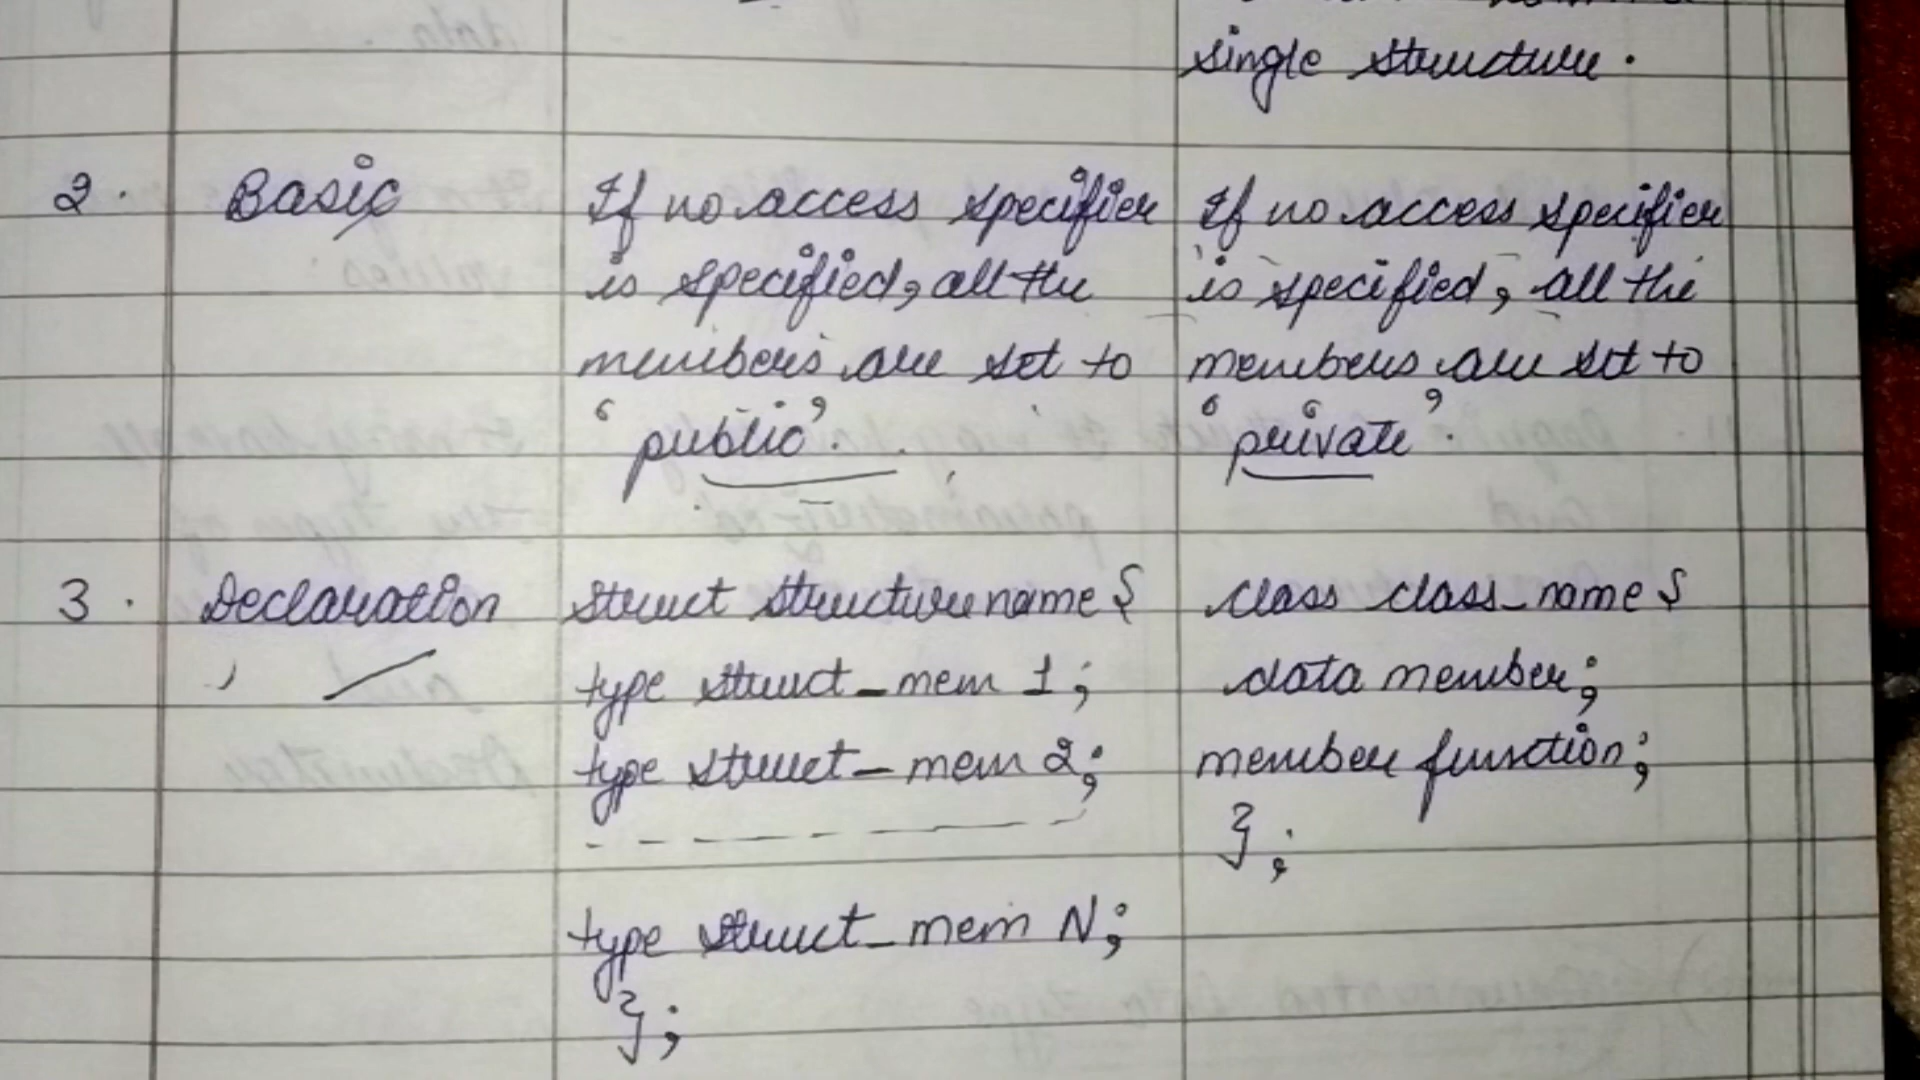 single structure.
2. Basic
If no access specifier
is specified, all the
members are set to
'public'.
If no access specifier
is specified, all the
members are set to
'private'.
3. Declaration
struct structure name {
type struct_mem 1;
type struct_mem 2;
- - - - - - -
type struct_mem N;
};
class class_name {
data member;
member function;
};